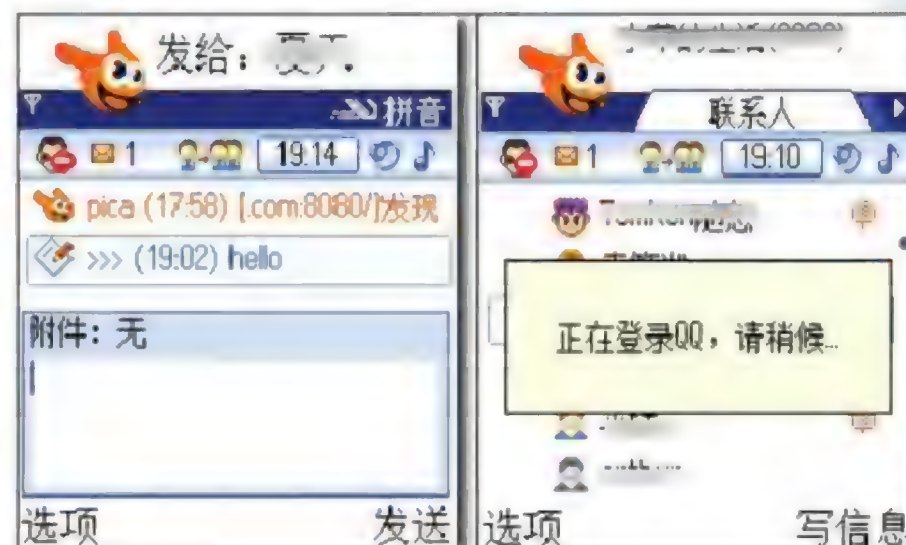 发给：
拼音
1
19:14
pica (17:58) [.com:8080/]发现
>>> (19:02) hello
附件：无
选项
发送
联系人
1
19:10
正在登录QQ，请稍候...
选项
写信息